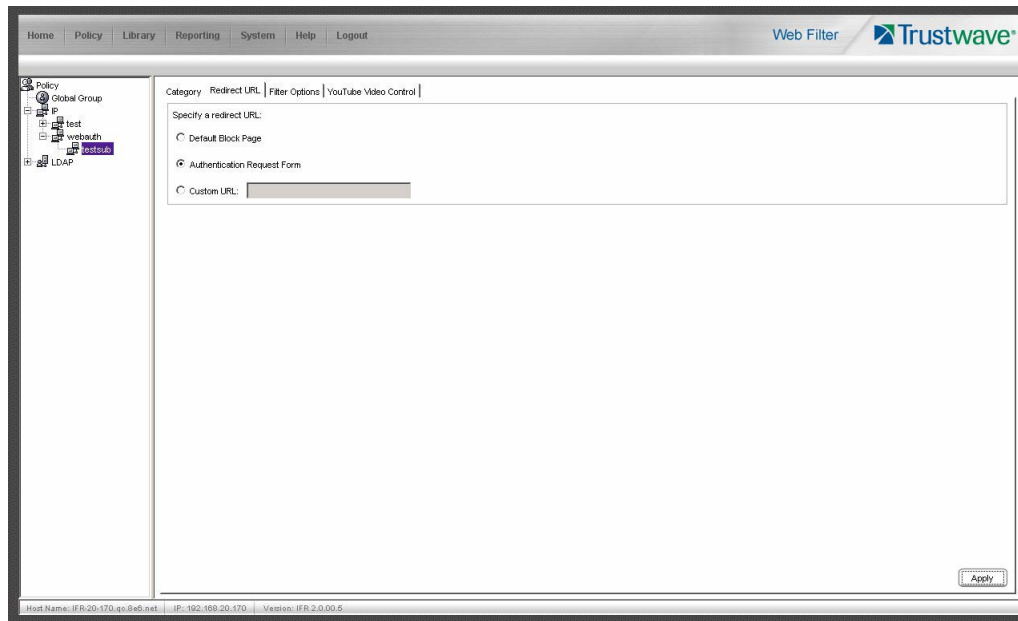 Home Policy Library Reporting System Help Logout
Web Filter Trustwave®
Policy
Global Group
IP
test
webauth
testsub
LDAP
Category Redirect URL Filter Options YouTube Video Control
Specify a redirect URL:
Default Block Page
Authentication Request Form
Custom URL:
Apply
Host Name: IFR-20-170.qc.8e6.net IP: 192.168.20.170 Version: IFR 2.0.00.5